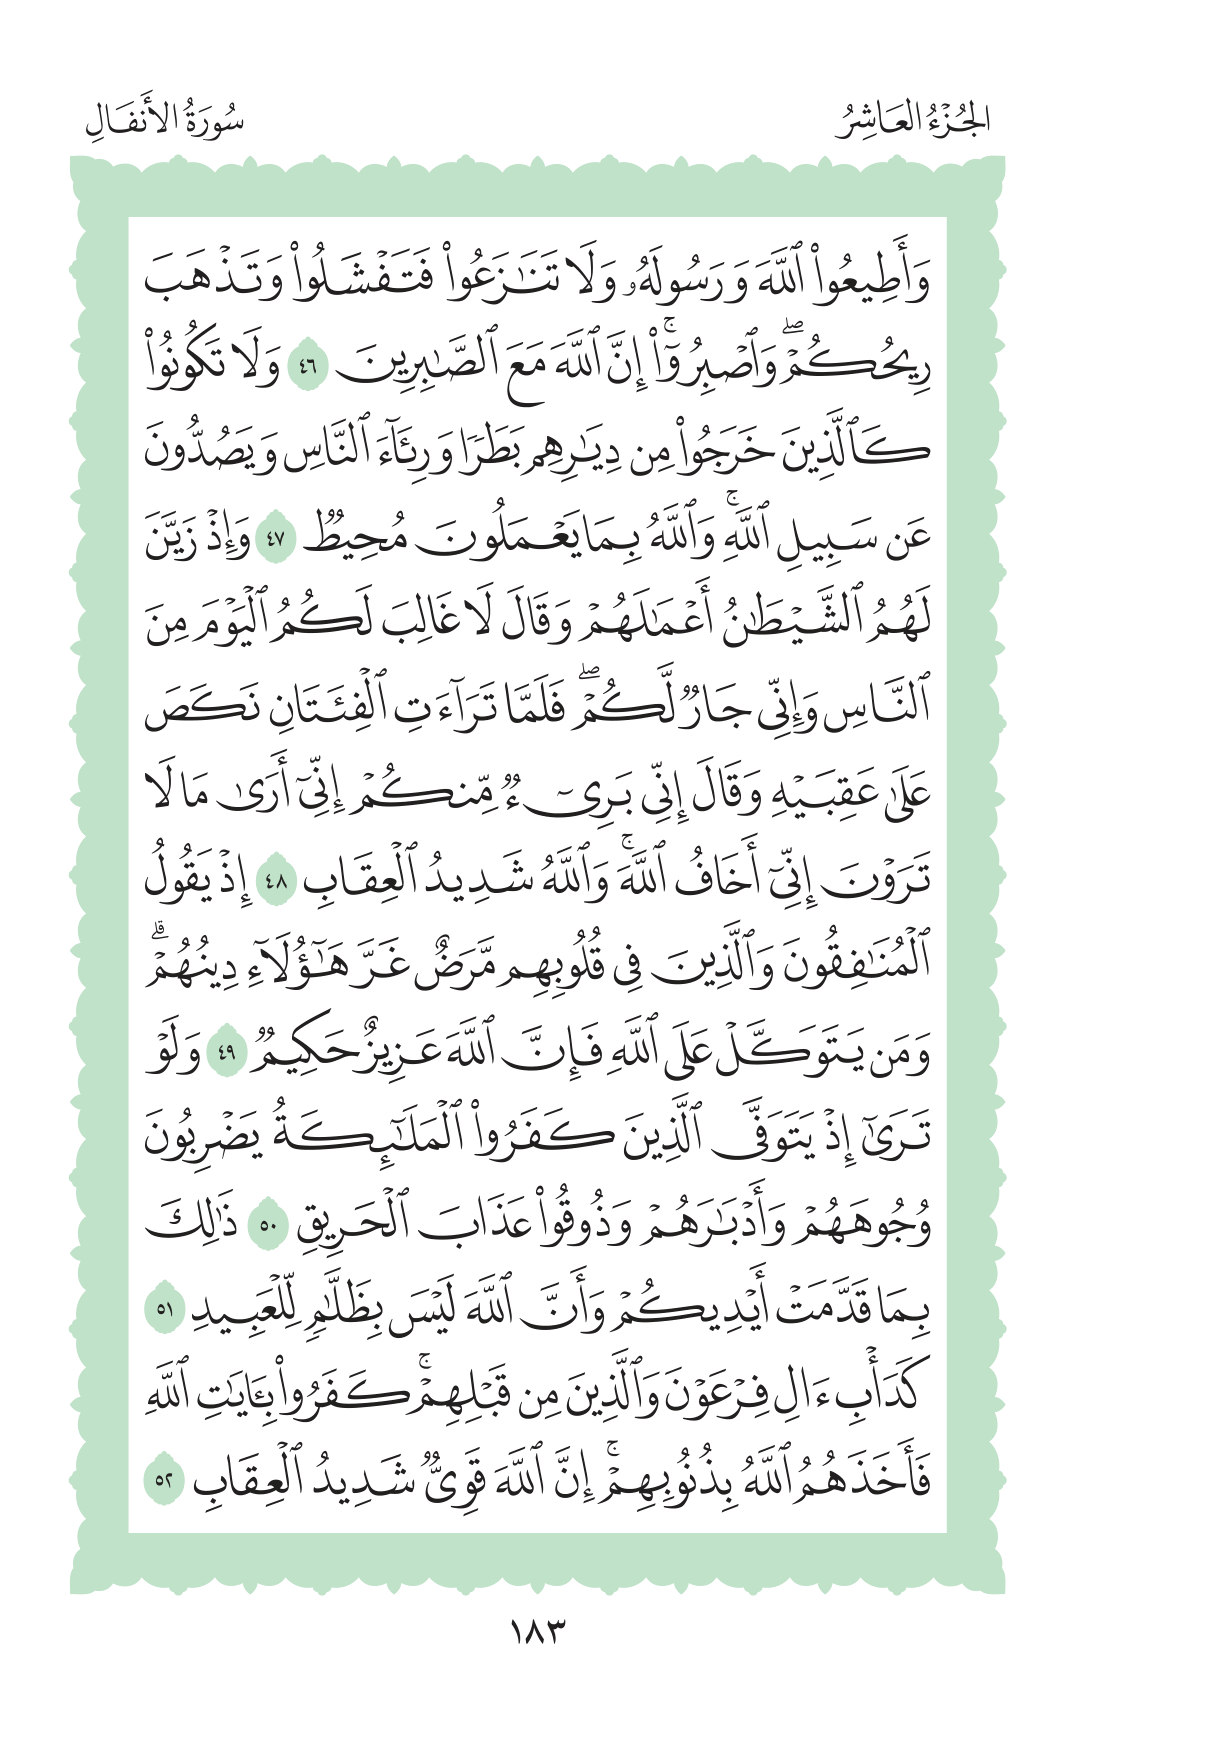 الجُزْءُ العَاشِرُ
سُورَةُ الأَنفَالِ
وَأَطِيعُواْ ٱللَّهَ وَرَسُولَهُۥ وَلَا تَنَٰزَعُواْ فَتَفۡشَلُواْ وَتَذۡهَبَ
رِيحُكُمۡۖ وَٱصۡبِرُوٓاْۚ إِنَّ ٱللَّهَ مَعَ ٱلصَّٰبِرِينَ ٤٦ وَلَا تَكُونُواْ
كَٱلَّذِينَ خَرَجُواْ مِن دِيَٰرِهِم بَطَرٗا وَرِئَآءَ ٱلنَّاسِ وَيَصُدُّونَ
عَن سَبِيلِ ٱللَّهِۚ وَٱللَّهُ بِمَا يَعۡمَلُونَ مُحِيطٞ ٤٧ وَإِذۡ زَيَّنَ
لَهُمُ ٱلشَّيۡطَٰنُ أَعۡمَٰلَهُمۡ وَقَالَ لَا غَالِبَ لَكُمُ ٱلۡيَوۡمَ مِنَ
ٱلنَّاسِ وَإِنِّي جَارٞ لَّكُمۡۖ فَلَمَّا تَرَآءَتِ ٱلۡفِئَتَانِ نَكَصَ
عَلَىٰ عَقِبَيۡهِ وَقَالَ إِنِّي بَرِيٓءٞ مِّنكُمۡ إِنِّيٓ أَرَىٰ مَا لَا
تَرَوۡنَ إِنِّيٓ أَخَافُ ٱللَّهَۚ وَٱللَّهُ شَدِيدُ ٱلۡعِقَابِ ٤٨ إِذۡ يَقُولُ
ٱلۡمُنَٰفِقُونَ وَٱلَّذِينَ فِي قُلُوبِهِم مَّرَضٌ غَرَّ هَٰٓؤُلَآءِ دِينُهُمۡۗ
وَمَن يَتَوَكَّلۡ عَلَى ٱللَّهِ فَإِنَّ ٱللَّهَ عَزِيزٌ حَكِيمٞ ٤٩ وَلَوۡ
تَرَىٰٓ إِذۡ يَتَوَفَّى ٱلَّذِينَ كَفَرُواْ ٱلۡمَلَٰٓئِكَةُ يَضۡرِبُونَ
وُجُوهَهُمۡ وَأَدۡبَٰرَهُمۡ وَذُوقُواْ عَذَابَ ٱلۡحَرِيقِ ٥٠ ذَٰلِكَ
بِمَا قَدَّمَتۡ أَيۡدِيكُمۡ وَأَنَّ ٱللَّهَ لَيۡسَ بِظَلَّٰمٖ لِّلۡعَبِيدِ ٥١
كَدَأۡبِ ءَالِ فِرۡعَوۡنَ وَٱلَّذِينَ مِن قَبۡلِهِمۡۚ كَفَرُواْ بِـَٔايَٰتِ ٱللَّهِ
فَأَخَذَهُمُ ٱللَّهُ بِذُنُوبِهِمۡۚ إِنَّ ٱللَّهَ قَوِيّٞ شَدِيدُ ٱلۡعِقَابِ ٥٢
١٨٣